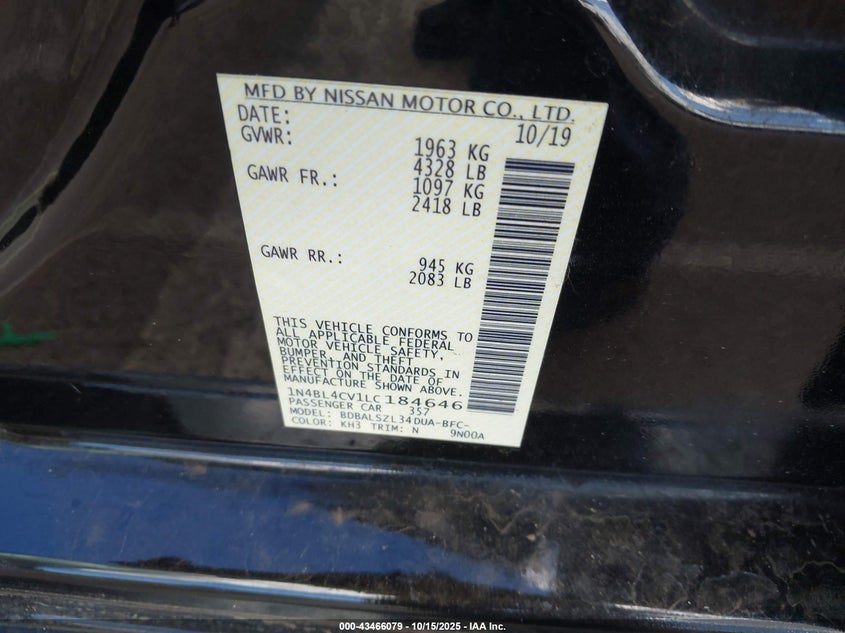 MFD BY NISSAN MOTOR CO., LTD.
DATE: 10/19
GVWR: 1963 KG
4328 LB
GAWR FR.: 1097 KG
2418 LB
GAWR RR.: 945 KG
2083 LB
THIS VEHICLE CONFORMS TO
ALL APPLICABLE FEDERAL
MOTOR VEHICLE SAFETY,
BUMPER, AND THEFT
PREVENTION STANDARDS IN
EFFECT ON THE DATE OF
MANUFACTURE SHOWN ABOVE.
1N4BL4CV1LC184646
PASSENGER CAR 357
MODEL: BDBALSZL34DUA-BFC-
COLOR: KH3 TRIM: N 9N00A
000-43466079 - 10/15/2025 - IAA Inc.